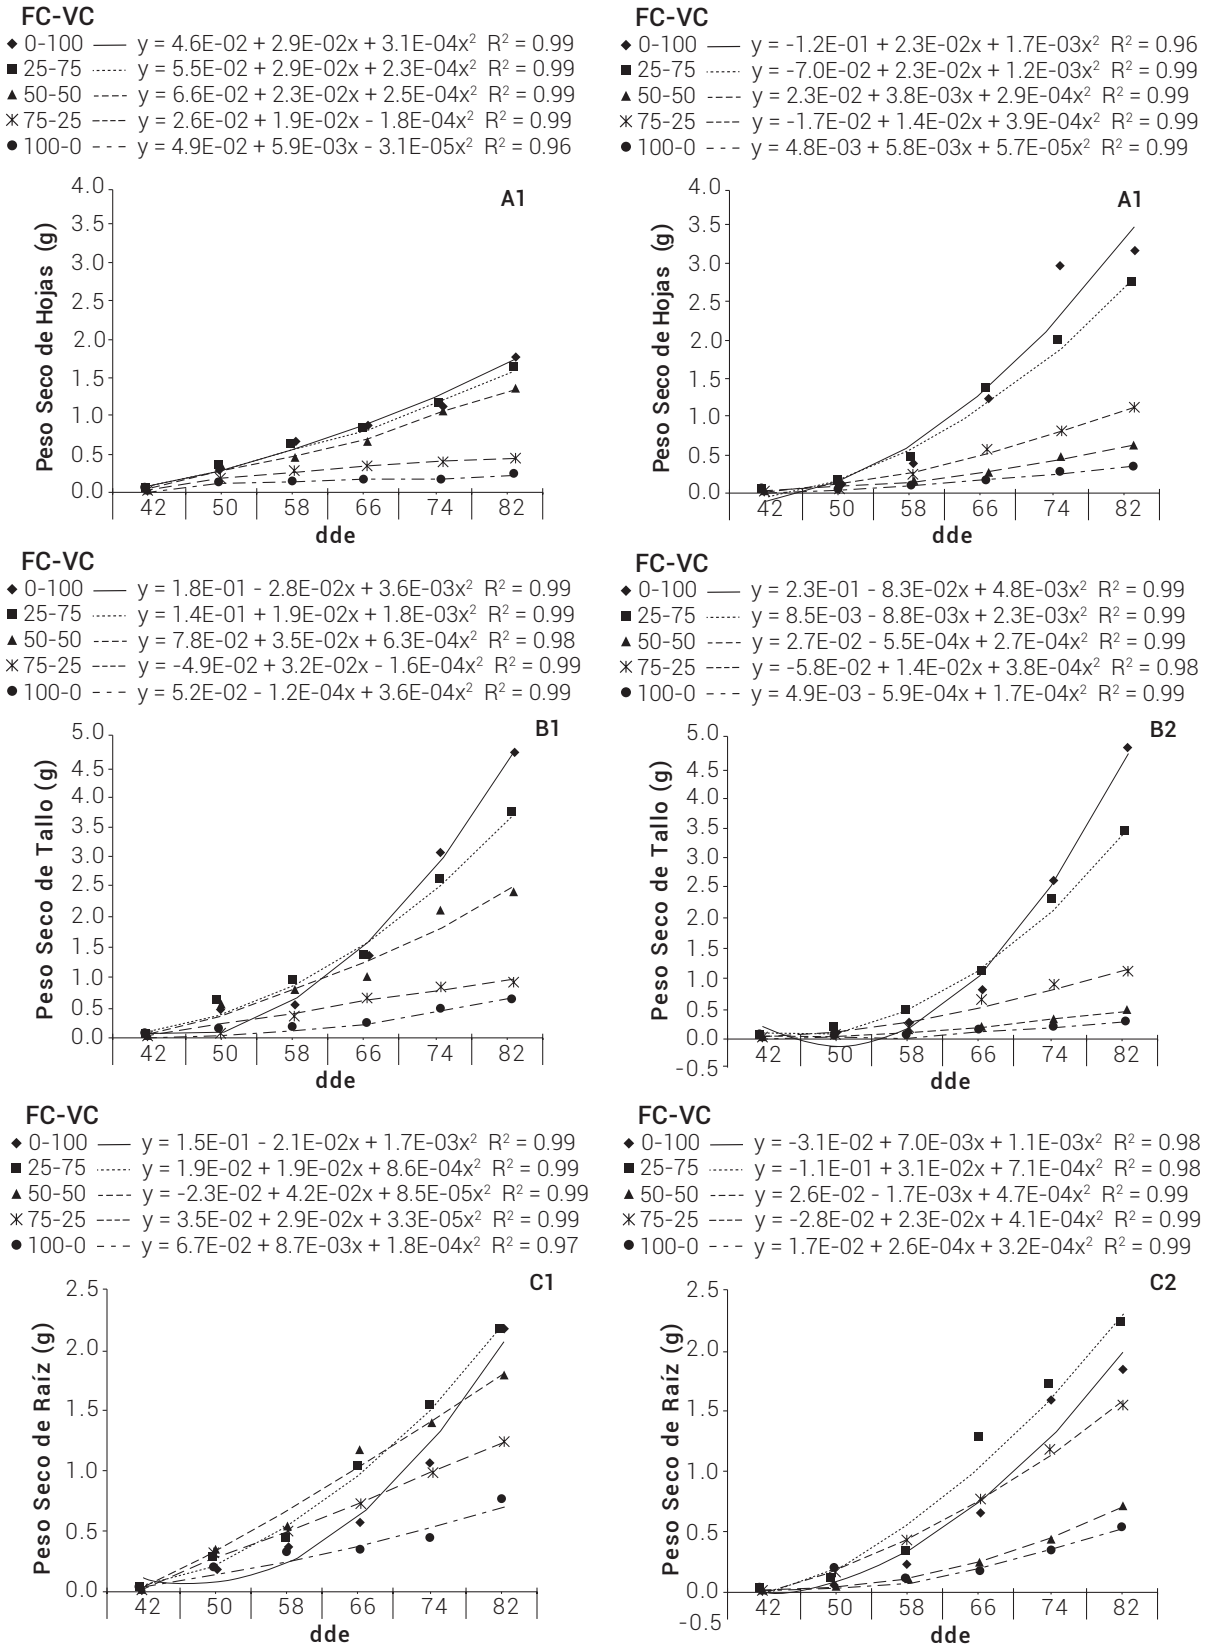 FC-VC
0-100 y = 4.6E-02 + 2.9E-02x + 3.1E-04x² R² = 0.99
25-75 y = 5.5E-02 + 2.9E-02x + 2.3E-04x² R² = 0.99
50-50 y = 6.6E-02 + 2.3E-02x + 2.5E-04x² R² = 0.99
75-25 y = 2.6E-02 + 1.9E-02x - 1.8E-04x² R² = 0.99
100-0 y = 4.9E-02 + 5.9E-03x - 3.1E-05x² R² = 0.96
A1
Peso Seco de Hojas (g)
4.0
3.5
3.0
2.5
2.0
1.5
1.0
0.5
0.0
42 50 58 66 74 82
dde
FC-VC
0-100 y = -1.2E-01 + 2.3E-02x + 1.7E-03x² R² = 0.96
25-75 y = -7.0E-02 + 2.3E-02x + 1.2E-03x² R² = 0.99
50-50 y = 2.3E-02 + 3.8E-03x + 2.9E-04x² R² = 0.99
75-25 y = -1.7E-02 + 1.4E-02x + 3.9E-04x² R² = 0.99
100-0 y = 4.8E-03 + 5.8E-03x + 5.7E-05x² R² = 0.99
A1
Peso Seco de Hojas (g)
4.0
3.5
3.0
2.5
2.0
1.5
1.0
0.5
0.0
42 50 58 66 74 82
dde
FC-VC
0-100 y = 1.8E-01 - 2.8E-02x + 3.6E-03x² R² = 0.99
25-75 y = 1.4E-01 + 1.9E-02x + 1.8E-03x² R² = 0.99
50-50 y = 7.8E-02 + 3.5E-02x + 6.3E-04x² R² = 0.98
75-25 y = -4.9E-02 + 3.2E-02x - 1.6E-04x² R² = 0.99
100-0 y = 5.2E-02 - 1.2E-04x + 3.6E-04x² R² = 0.99
B1
Peso Seco de Tallo (g)
5.0
4.5
4.0
3.5
3.0
2.5
2.0
1.5
1.0
0.5
0.0
42 50 58 66 74 82
dde
FC-VC
0-100 y = 2.3E-01 - 8.3E-02x + 4.8E-03x² R² = 0.99
25-75 y = 8.5E-03 - 8.8E-03x + 2.3E-03x² R² = 0.99
50-50 y = 2.7E-02 - 5.5E-04x + 2.7E-04x² R² = 0.99
75-25 y = -5.8E-02 + 1.4E-02x + 3.8E-04x² R² = 0.98
100-0 y = 4.9E-03 - 5.9E-04x + 1.7E-04x² R² = 0.99
B2
Peso Seco de Tallo (g)
5.0
4.5
4.0
3.5
3.0
2.5
2.0
1.5
1.0
0.5
0.0
-0.5
42 50 58 66 74 82
dde
FC-VC
0-100 y = 1.5E-01 - 2.1E-02x + 1.7E-03x² R² = 0.99
25-75 y = 1.9E-02 + 1.9E-02x + 8.6E-04x² R² = 0.99
50-50 y = -2.3E-02 + 4.2E-02x + 8.5E-05x² R² = 0.99
75-25 y = 3.5E-02 + 2.9E-02x + 3.3E-05x² R² = 0.99
100-0 y = 6.7E-02 + 8.7E-03x + 1.8E-04x² R² = 0.97
C1
Peso Seco de Raíz (g)
2.5
2.0
1.5
1.0
0.5
0.0
42 50 58 66 74 82
dde
FC-VC
0-100 y = -3.1E-02 + 7.0E-03x + 1.1E-03x² R² = 0.98
25-75 y = -1.1E-01 + 3.1E-02x + 7.1E-04x² R² = 0.98
50-50 y = 2.6E-02 - 1.7E-03x + 4.7E-04x² R² = 0.99
75-25 y = -2.8E-02 + 2.3E-02x + 4.1E-04x² R² = 0.99
100-0 y = 1.7E-02 + 2.6E-04x + 3.2E-04x² R² = 0.99
C2
Peso Seco de Raíz (g)
2.5
2.0
1.5
1.0
0.5
0.0
-0.5
42 50 58 66 74 82
dde